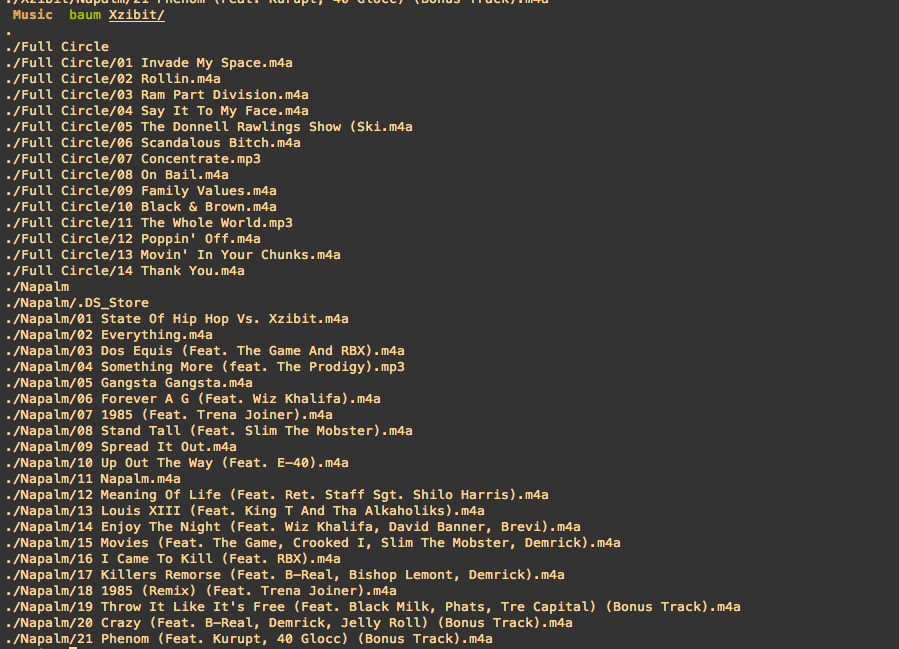 ./Xzibit/Napalm/21 Phenom (Feat. Kurupt, 40 Glocc) (Bonus Track).m4a
Music baum Xzibit/
.
./Full Circle
./Full Circle/01 Invade My Space.m4a
./Full Circle/02 Rollin.m4a
./Full Circle/03 Ram Part Division.m4a
./Full Circle/04 Say It To My Face.m4a
./Full Circle/05 The Donnell Rawlings Show (Ski.m4a
./Full Circle/06 Scandalous Bitch.m4a
./Full Circle/07 Concentrate.mp3
./Full Circle/08 On Bail.m4a
./Full Circle/09 Family Values.m4a
./Full Circle/10 Black & Brown.m4a
./Full Circle/11 The Whole World.mp3
./Full Circle/12 Poppin' Off.m4a
./Full Circle/13 Movin' In Your Chunks.m4a
./Full Circle/14 Thank You.m4a
./Napalm
./Napalm/.DS_Store
./Napalm/01 State Of Hip Hop Vs. Xzibit.m4a
./Napalm/02 Everything.m4a
./Napalm/03 Dos Equis (Feat. The Game And RBX).m4a
./Napalm/04 Something More (feat. The Prodigy).mp3
./Napalm/05 Gangsta Gangsta.m4a
./Napalm/06 Forever A G (Feat. Wiz Khalifa).m4a
./Napalm/07 1985 (Feat. Trena Joiner).m4a
./Napalm/08 Stand Tall (Feat. Slim The Mobster).m4a
./Napalm/09 Spread It Out.m4a
./Napalm/10 Up Out The Way (Feat. E-40).m4a
./Napalm/11 Napalm.m4a
./Napalm/12 Meaning Of Life (Feat. Ret. Staff Sgt. Shilo Harris).m4a
./Napalm/13 Louis XIII (Feat. King T And Tha Alkaholiks).m4a
./Napalm/14 Enjoy The Night (Feat. Wiz Khalifa, David Banner, Brevi).m4a
./Napalm/15 Movies (Feat. The Game, Crooked I, Slim The Mobster, Demrick).m4a
./Napalm/16 I Came To Kill (Feat. RBX).m4a
./Napalm/17 Killers Remorse (Feat. B-Real, Bishop Lemont, Demrick).m4a
./Napalm/18 1985 (Remix) (Feat. Trena Joiner).m4a
./Napalm/19 Throw It Like It's Free (Feat. Black Milk, Phats, Tre Capital) (Bonus Track).m4a
./Napalm/20 Crazy (Feat. B-Real, Demrick, Jelly Roll) (Bonus Track).m4a
./Napalm/21 Phenom (Feat. Kurupt, 40 Glocc) (Bonus Track).m4a